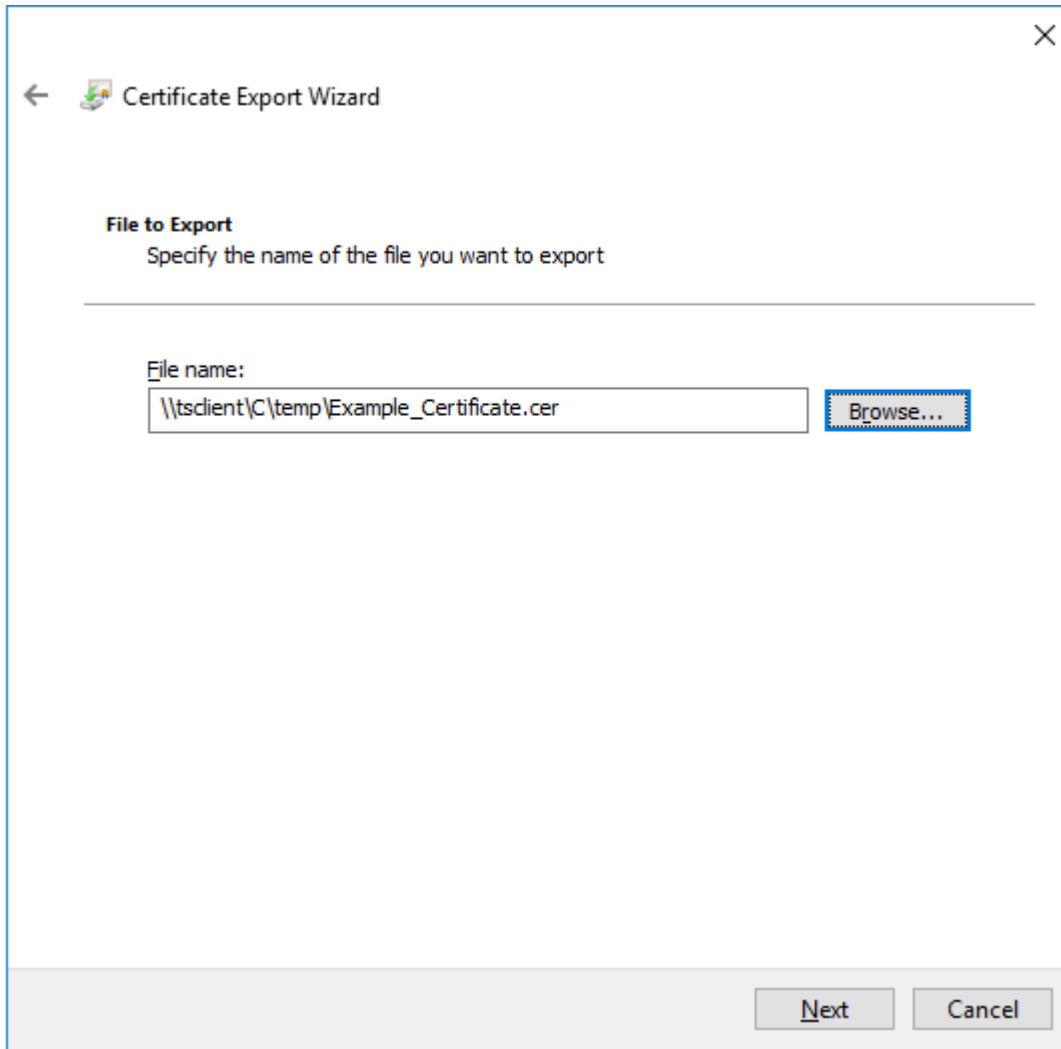 Certificate Export Wizard
File to Export
Specify the name of the file you want to export
File name:
\\tsclient\C\temp\Example_Certificate.cer
Browse...
Next
Cancel